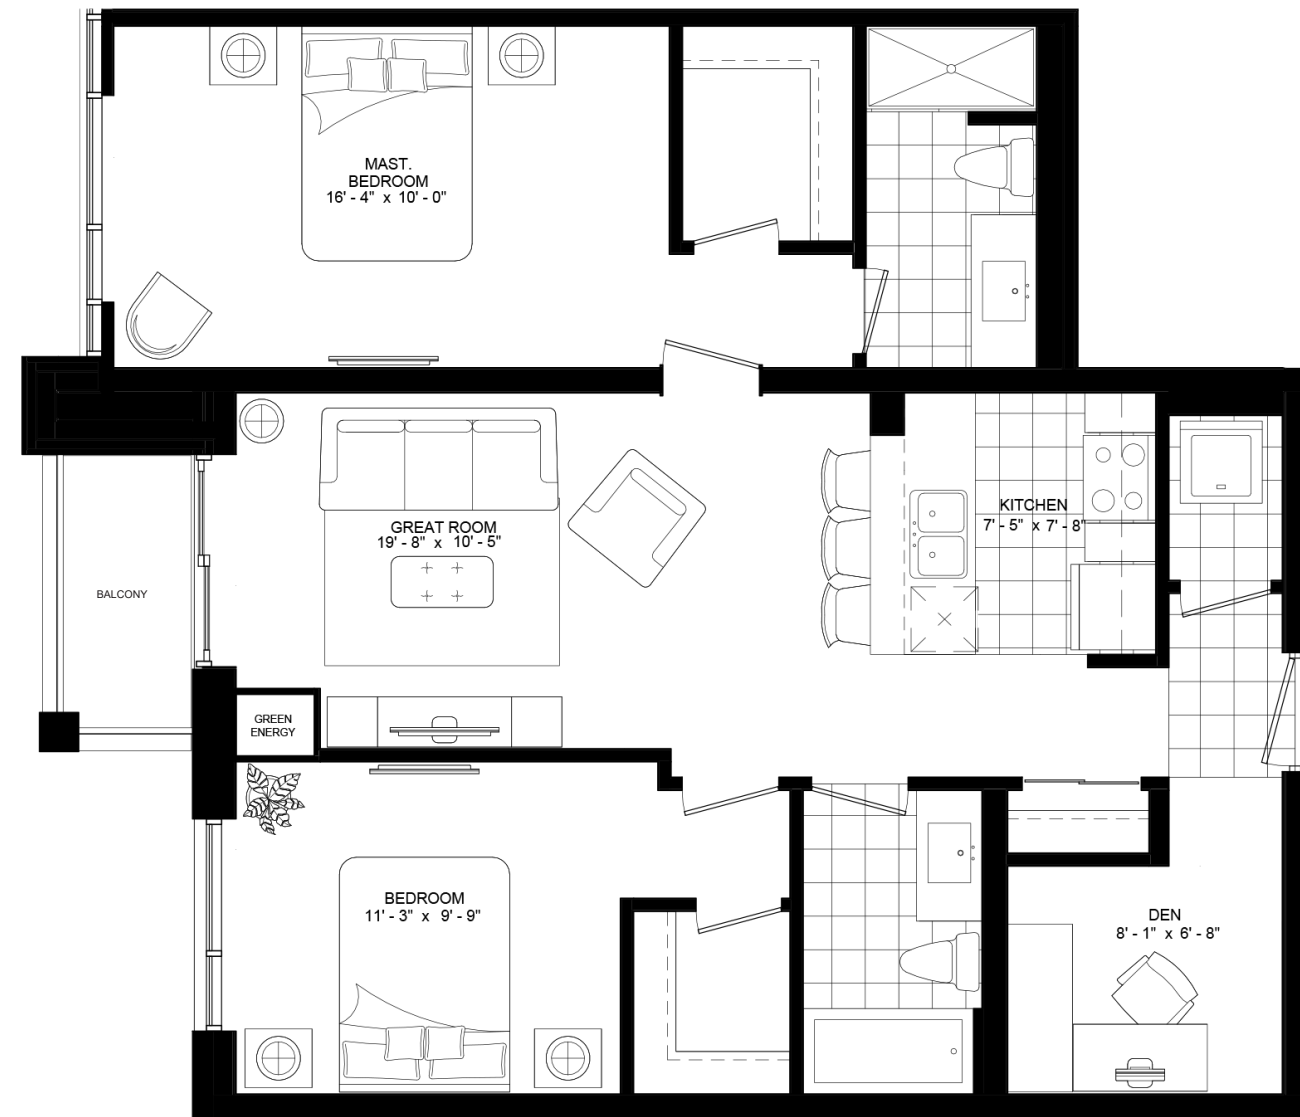 MAST.
BEDROOM
16' - 4" x 10' - 0"
GREAT ROOM
19' - 8" x 10' - 5"
KITCHEN
7' - 5" x 7' - 8"
BALCONY
GREEN
ENERGY
BEDROOM
11' - 3" x 9' - 9"
DEN
8' - 1" x 6' - 8"